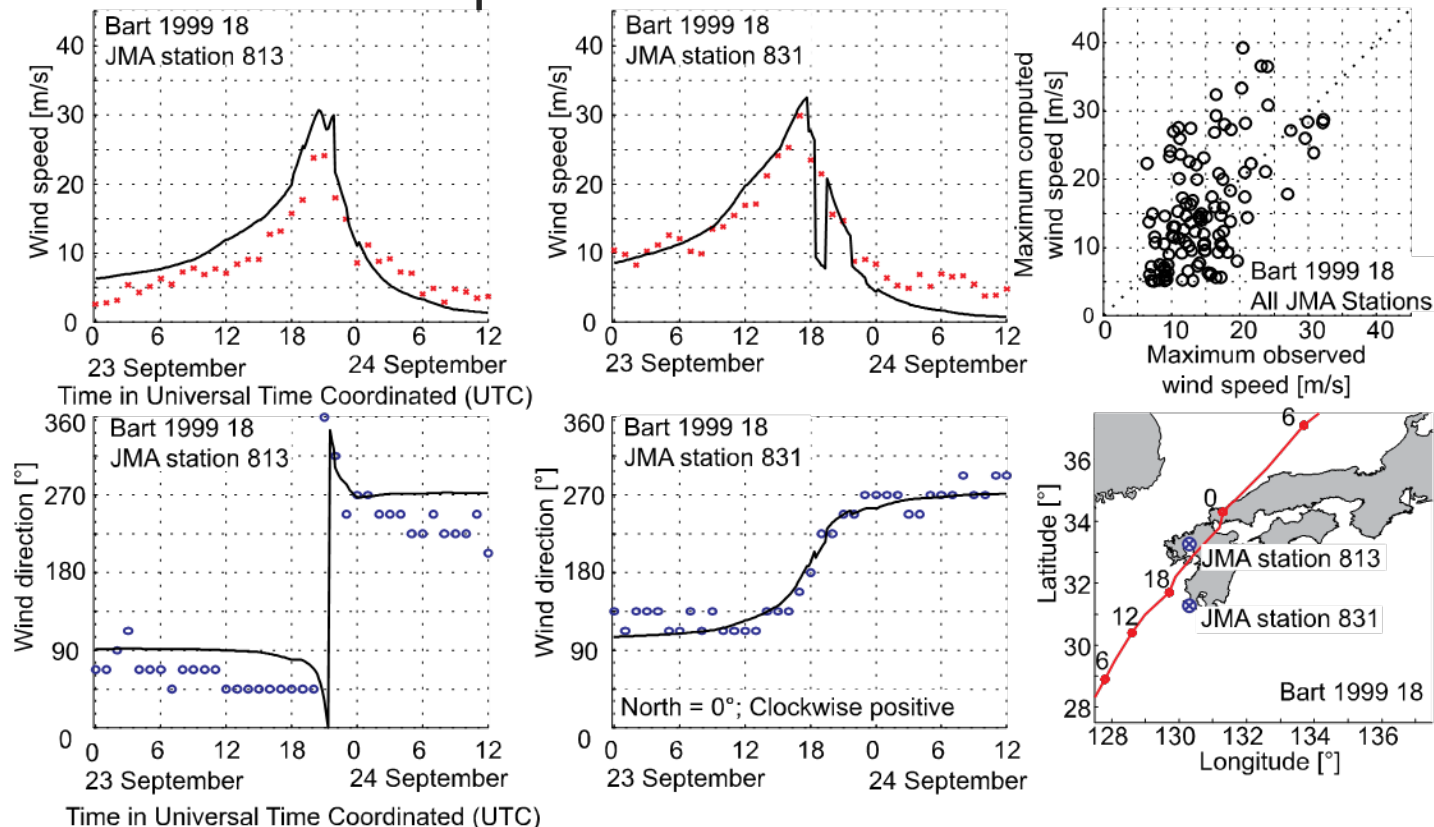 Bart 1999 18
JMA station 813
Wind speed [m/s]
40
30
20
10
0
0 6 12 18 0 6 12
23 September 24 September
Time in Universal Time Coordinated (UTC)
Bart 1999 18
JMA station 831
Wind speed [m/s]
40
30
20
10
0
0 6 12 18 0 6 12
23 September 24 September
Maximum computed
wind speed [m/s]
40
30
20
10
0
Bart 1999 18
All JMA Stations
0 10 20 30 40
Maximum observed
wind speed [m/s]
Bart 1999 18
JMA station 813
Wind direction [°]
360
270
180
90
0
0 6 12 18 0 6 12
23 September 24 September
Time in Universal Time Coordinated (UTC)
Bart 1999 18
JMA station 831
Wind direction [°]
360
270
180
90
0
North = 0°; Clockwise positive
0 6 12 18 0 6 12
23 September 24 September
Latitude [°]
36
34
32
30
28
6
0
JMA station 813
18
JMA station 831
12
6
Bart 1999 18
128 130 132 134 136
Longitude [°]